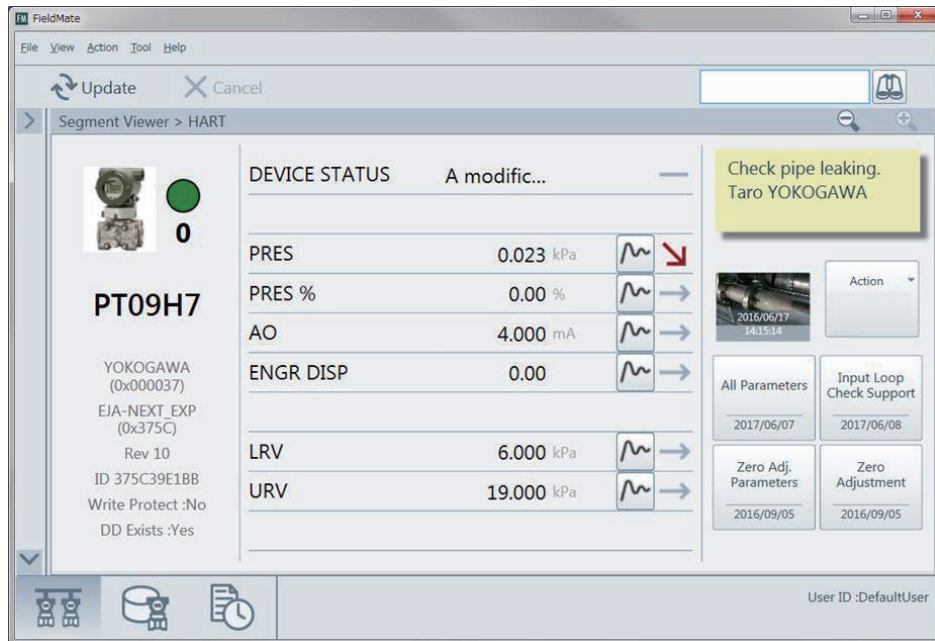 FM FieldMate
File View Action Tool Help
Update Cancel
Segment Viewer > HART
0
PT09H7
YOKOGAWA
(0x000037)
EJA-NEXT_EXP
(0x375C)
Rev 10
ID 375C39E1BB
Write Protect :No
DD Exists :Yes
DEVICE STATUS A modific...
PRES 0.023 kPa
PRES % 0.00 %
AO 4.000 mA
ENGR DISP 0.00
LRV 6.000 kPa
URV 19.000 kPa
Check pipe leaking.
Taro YOKOGAWA
2016/06/17
14:15:14
Action
All Parameters
2017/06/07
Input Loop
Check Support
2017/06/08
Zero Adj.
Parameters
2016/09/05
Zero
Adjustment
2016/09/05
User ID :DefaultUser